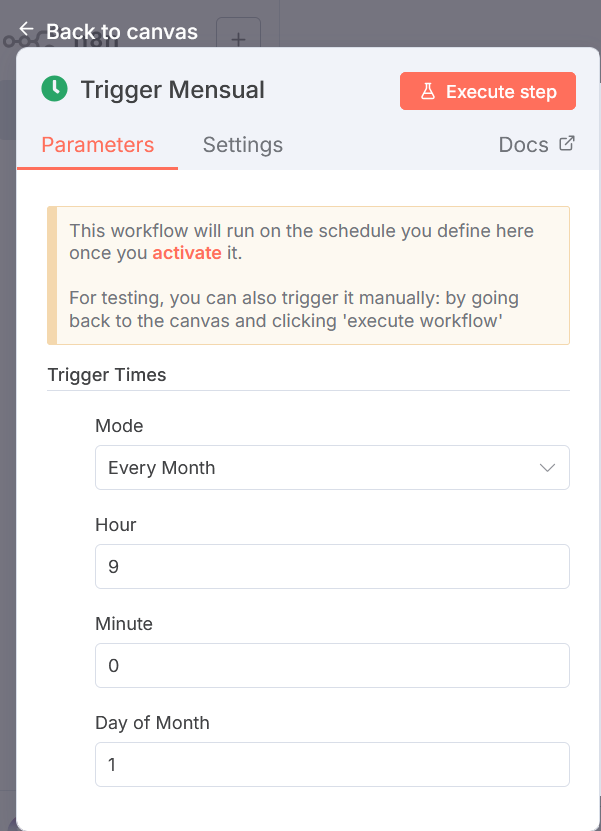 Back to canvas
n8n
Trigger Mensual
Execute step
Parameters
Settings
Docs
This workflow will run on the schedule you define here
once you activate it.
For testing, you can also trigger it manually: by going
back to the canvas and clicking 'execute workflow'
Trigger Times
Mode
Every Month
Hour
9
Minute
0
Day of Month
1